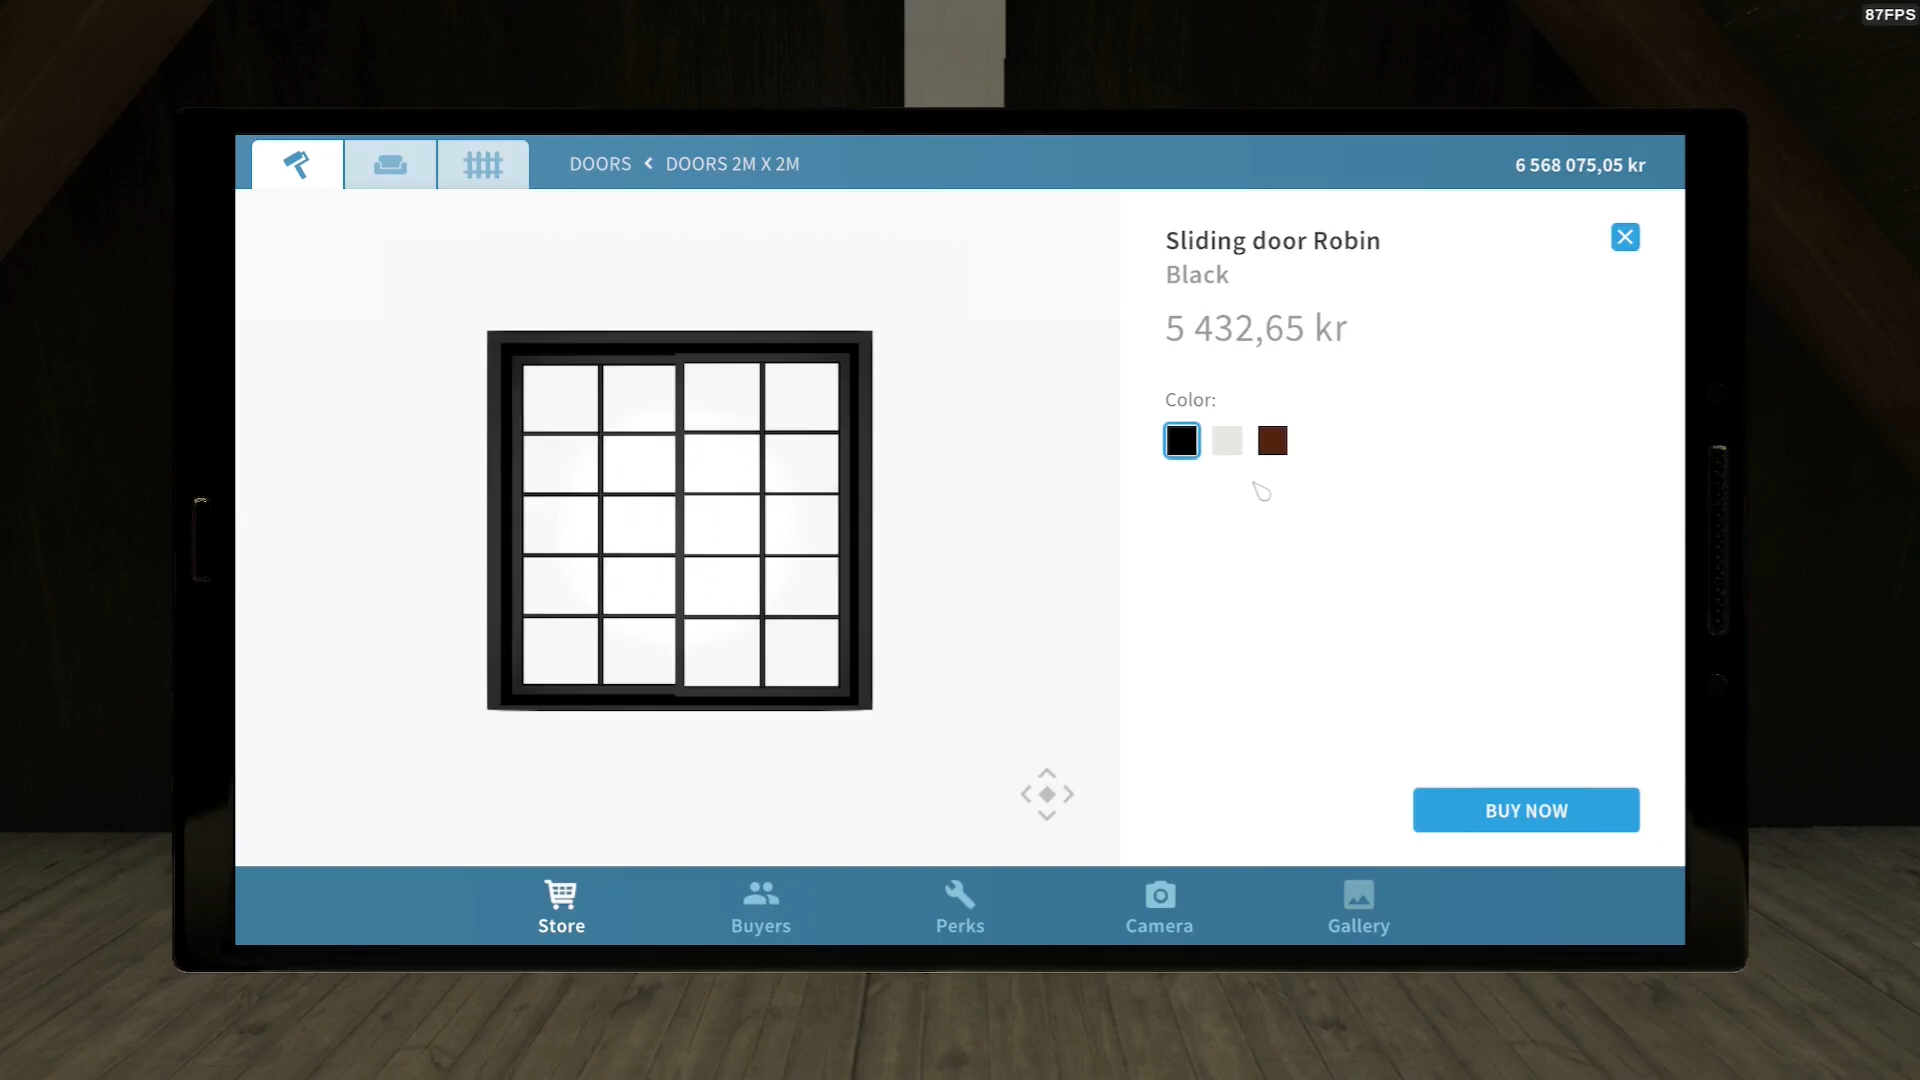 87FPS
DOORS < DOORS 2M X 2M
6 568 075,05 kr
Sliding door Robin
Black
5 432,65 kr
Color:
BUY NOW
Store
Buyers
Perks
Camera
Gallery